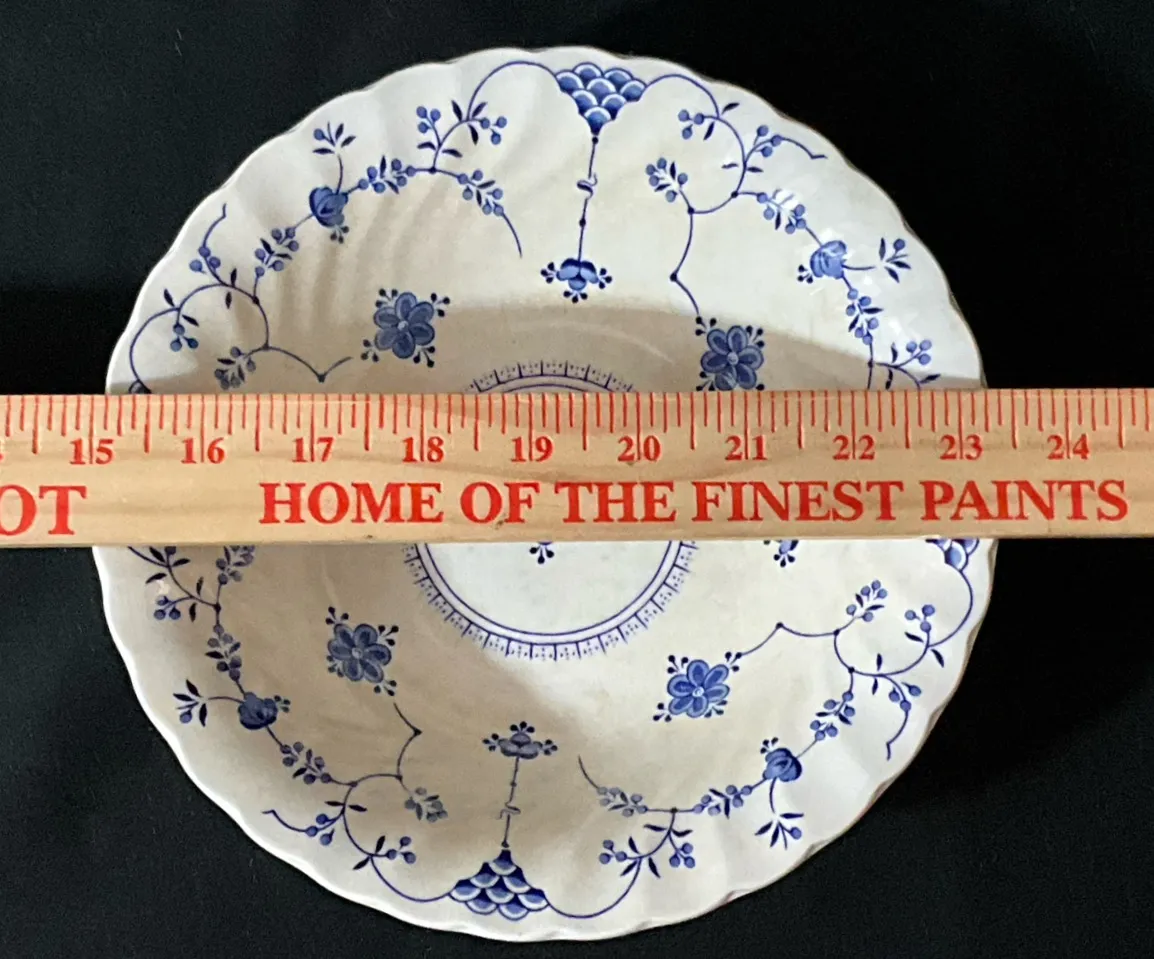 15 16 17 18 19 20 21 22 23 24
OT HOME OF THE FINEST PAINTS